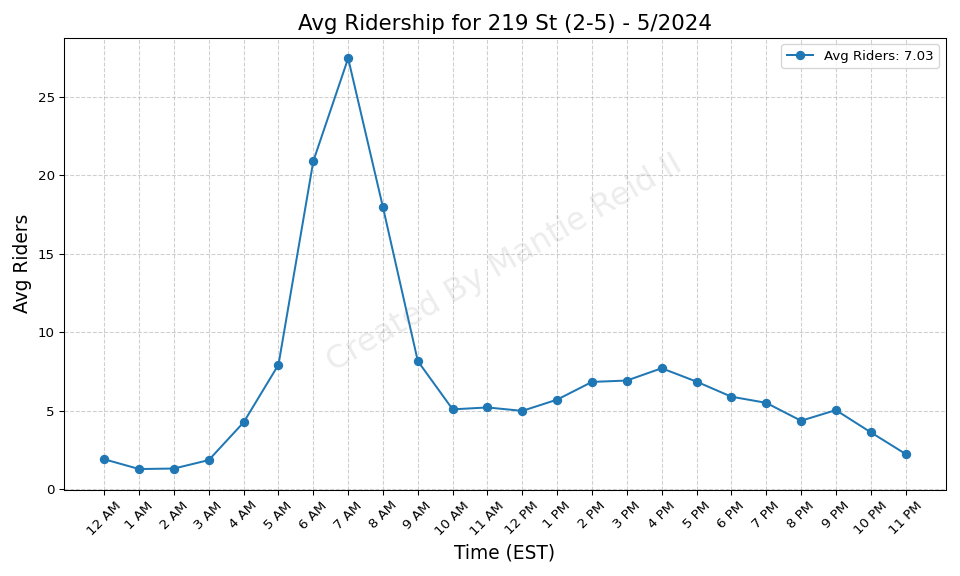 Avg Ridership for 219 St (2-5) - 5/2024
Avg Riders: 7.03
Avg Riders
25
20
15
10
5
0
Created By Mantie Reid II
12 AM 1 AM 2 AM 3 AM 4 AM 5 AM 6 AM 7 AM 8 AM 9 AM 10 AM 11 AM 12 PM 1 PM 2 PM 3 PM 4 PM 5 PM 6 PM 7 PM 8 PM 9 PM 10 PM 11 PM
Time (EST)